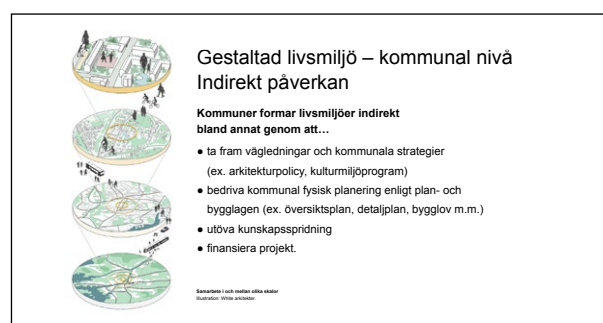 Gestaltad livsmiljö – kommunal nivå
Indirekt påverkan
Kommuner formar livsmiljöer indirekt
bland annat genom att…
● ta fram vägledningar och kommunala strategier
(ex. arkitekturpolicy, kulturmiljöprogram)
● bedriva kommunal fysisk planering enligt plan- och
bygglagen (ex. översiktsplan, detaljplan, bygglov m.m.)
● utöva kunskapsspridning
● finansiera projekt.
Samarbete i och mellan olika skalor
Illustration: White arkitekter.